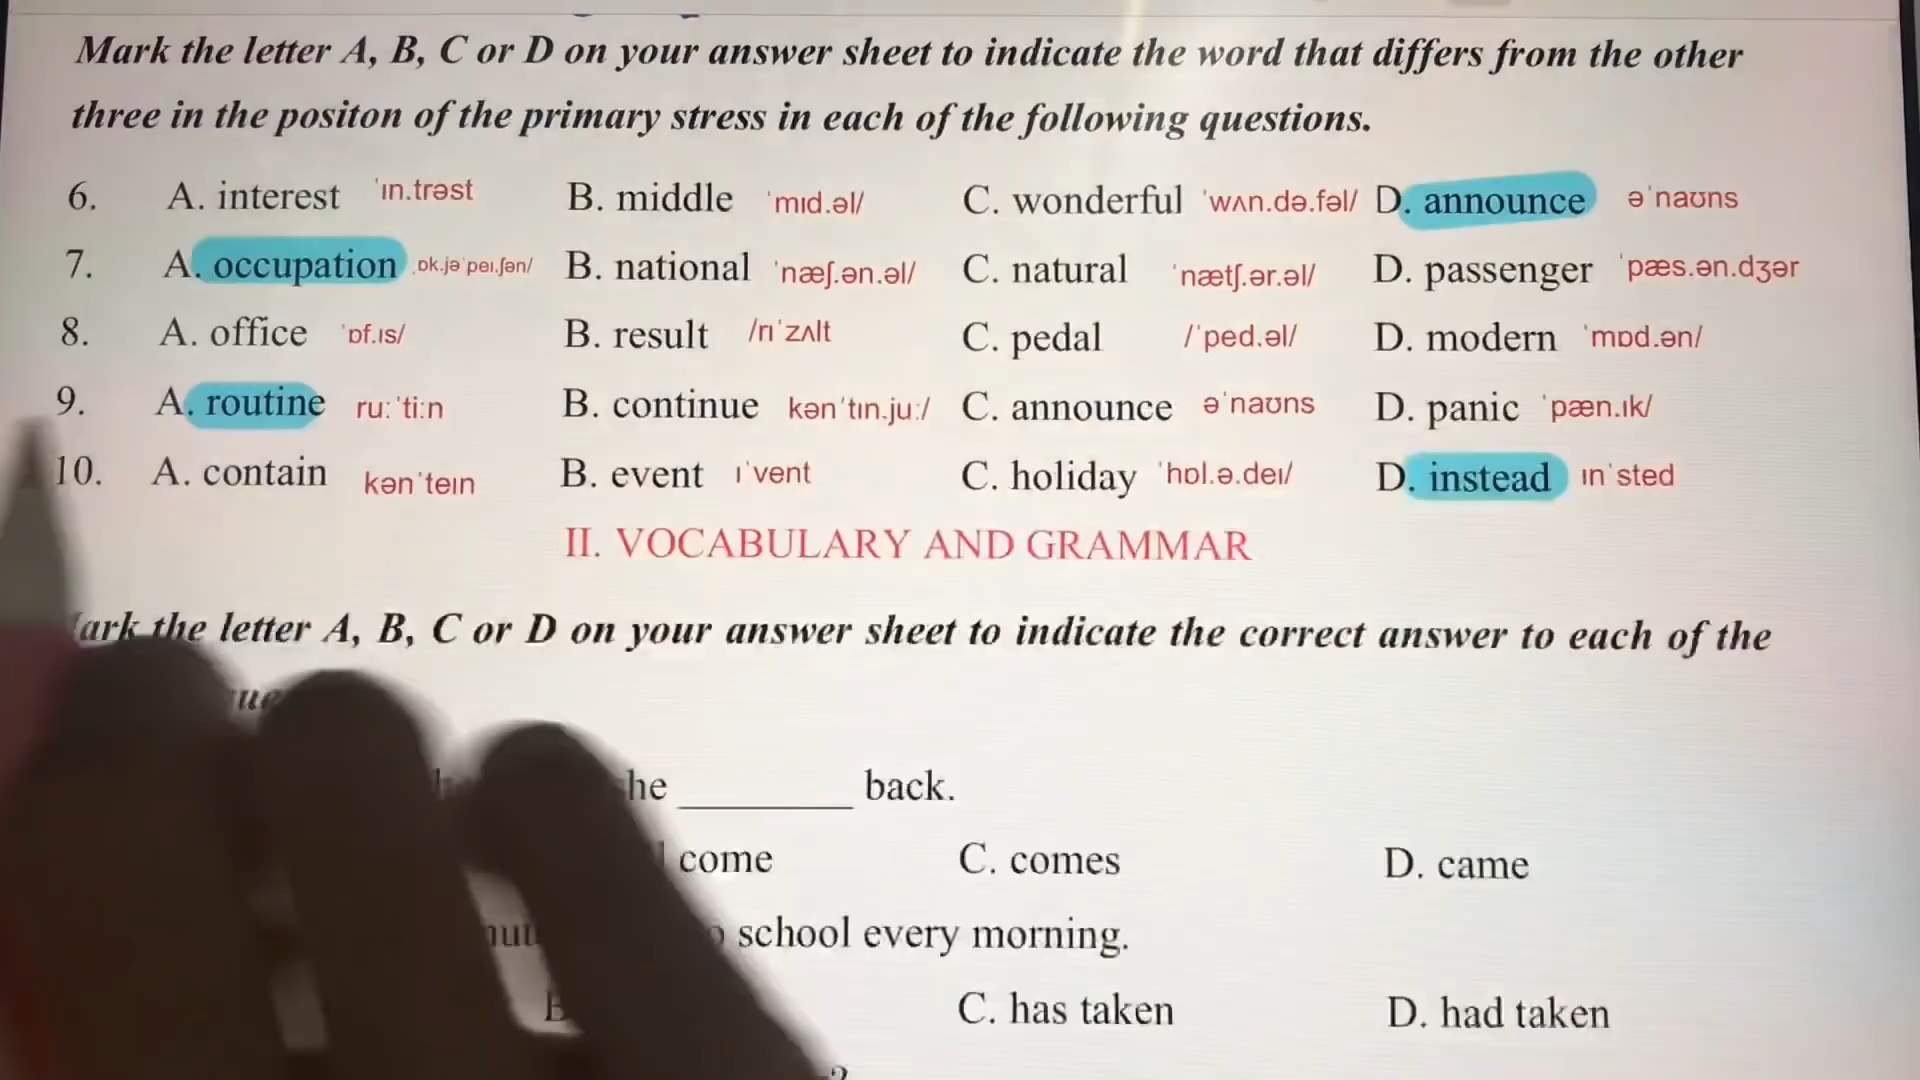 Mark the letter A, B, C or D on your answer sheet to indicate the word that differs from the other
three in the positon of the primary stress in each of the following questions.
6. A. interest ˈɪn.trəst B. middle ˈmɪd.əl/ C. wonderful ˈwʌn.də.fəl/ D. announce əˈnaʊns
7. A. occupation ˌɒk.jəˈpeɪ.ʃən/ B. national ˈnæʃ.ən.əl/ C. natural ˈnætʃ.ər.əl/ D. passenger ˈpæs.ən.dʒər
8. A. office ˈɒf.ɪs/ B. result /rɪˈzʌlt C. pedal /ˈped.əl/ D. modern ˈmɒd.ən/
9. A. routine ruːˈtiːn B. continue kənˈtɪn.juː/ C. announce əˈnaʊns D. panic ˈpæn.ɪk/
10. A. contain kənˈteɪn B. event ɪˈvent C. holiday ˈhɒl.ə.deɪ/ D. instead ɪnˈsted
II. VOCABULARY AND GRAMMAR
the letter A, B, C or D on your answer sheet to indicate the correct answer to each of the
he ________ back.
come C. comes D. came
school every morning.
C. has taken D. had taken